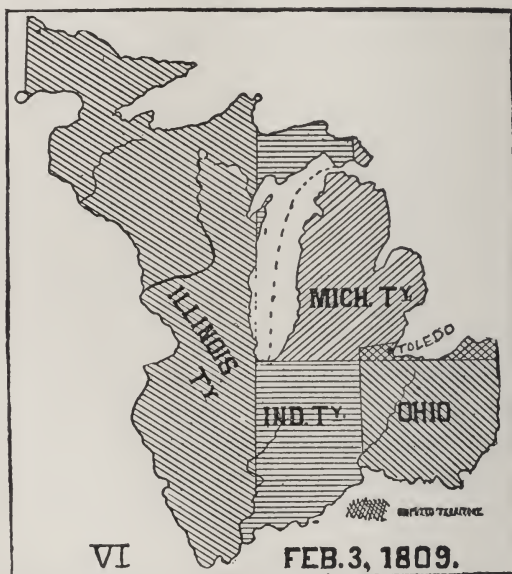 MICH. TY.
TOLEDO
ILLINOIS
TY
IND. TY.
OHIO
VI
FEB. 3, 1809.